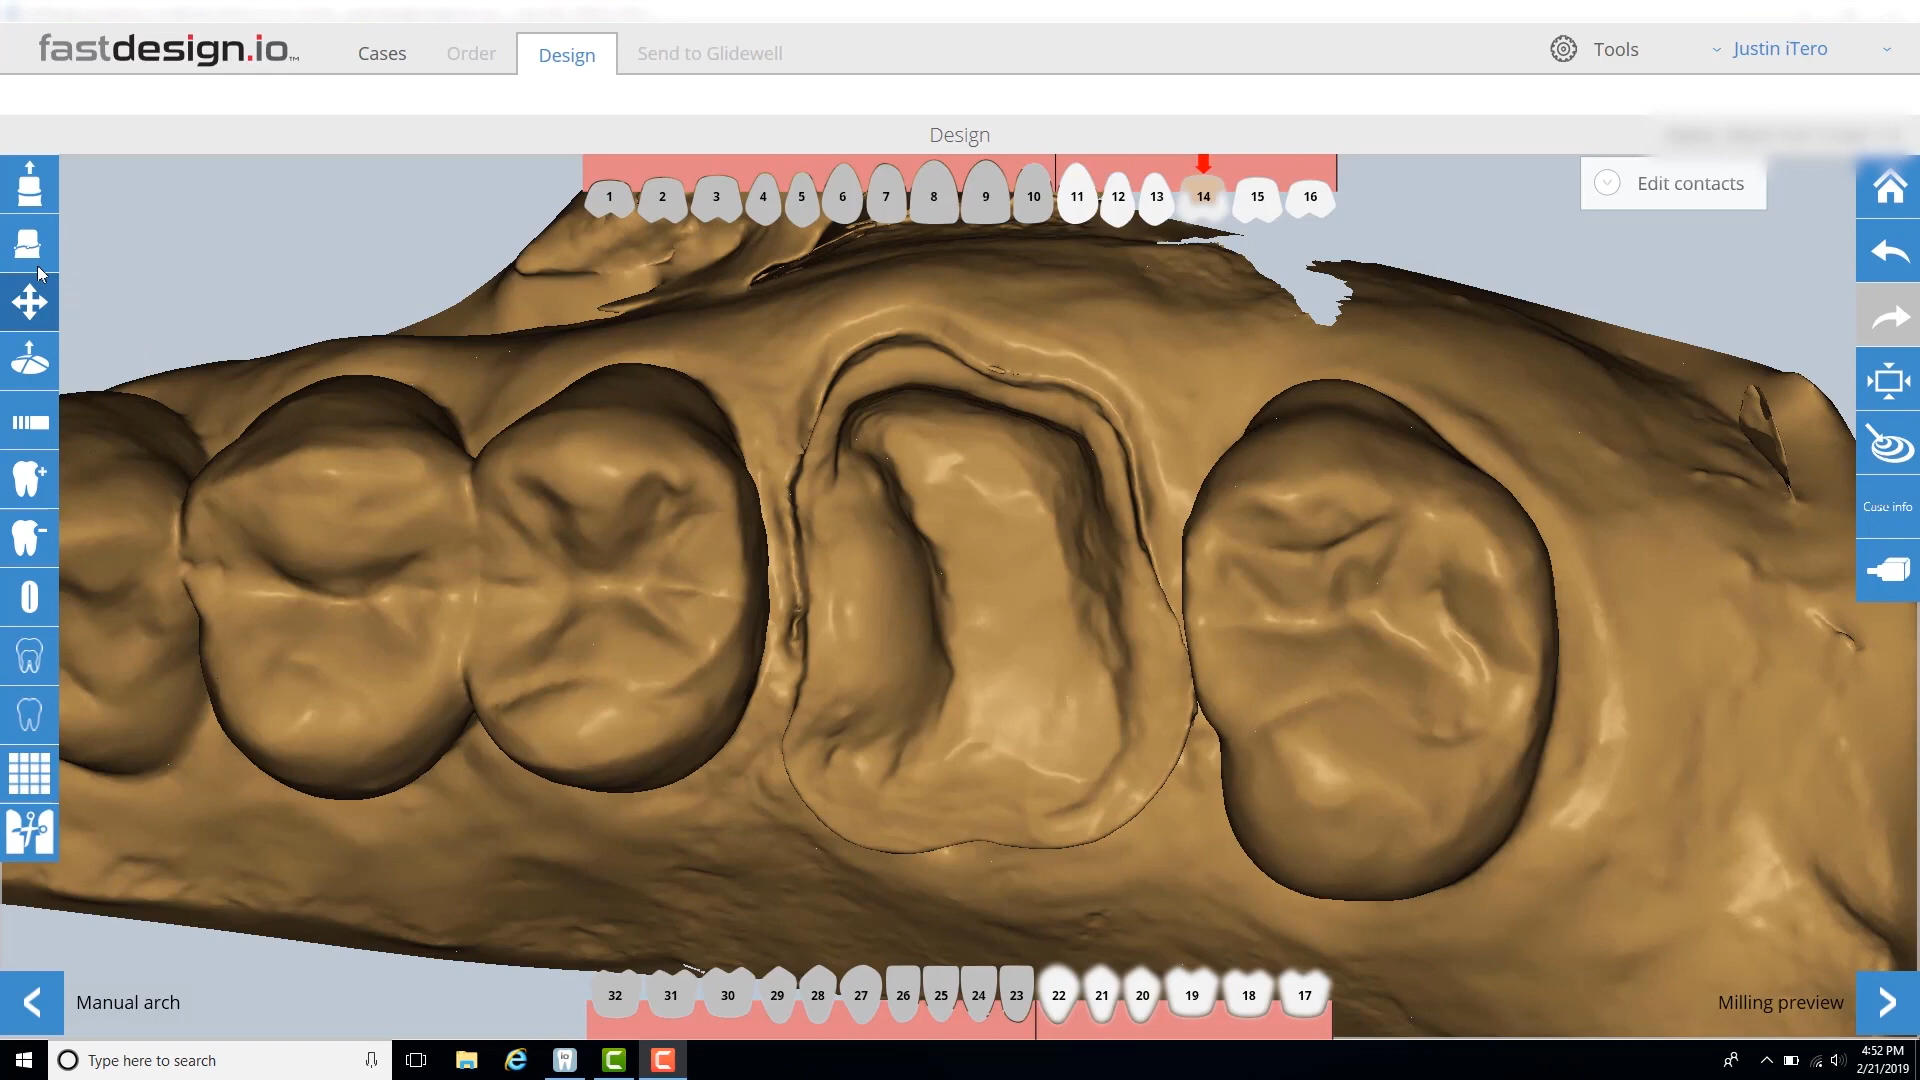 fastdesign.io™
Cases
Order
Design
Send to Glidewell
Tools
Justin iTero
Design
1 2 3 4 5 6 7 8 9 10 11 12 13 14 15 16
Edit contacts
Case info
Manual arch
32 31 30 29 28 27 26 25 24 23 22 21 20 19 18 17
Milling preview
Type here to search
io
4:52 PM
2/21/2019